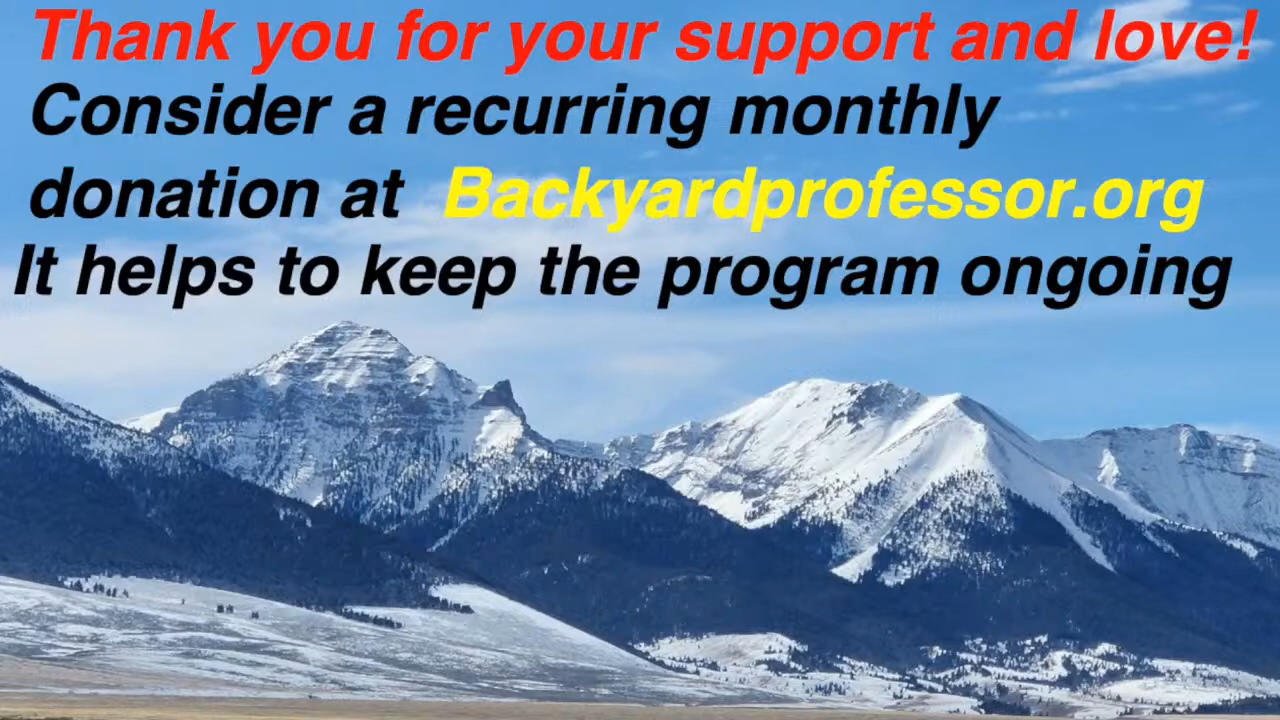 Thank you for your support and love!
Consider a recurring monthly
donation at Backyardprofessor.org
It helps to keep the program ongoing